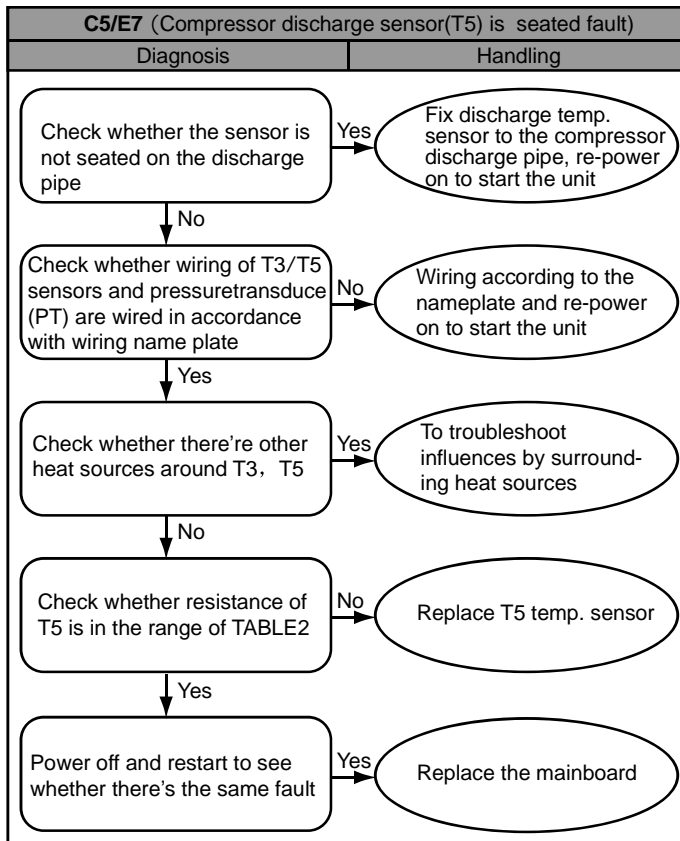 C5/E7 (Compressor discharge sensor(T5) is seated fault)
Diagnosis
Handling
Check whether the sensor is
not seated on the discharge
pipe
Yes
Fix discharge temp.
sensor to the compressor
discharge pipe, re-power
on to start the unit
No
Check whether wiring of T3/T5
sensors and pressuretransduce
(PT) are wired in accordance
with wiring name plate
No
Wiring according to the
nameplate and re-power
on to start the unit
Yes
Check whether there're other
heat sources around T3, T5
Yes
To troubleshoot
influences by surround-
ing heat sources
No
Check whether resistance of
T5 is in the range of TABLE2
No
Replace T5 temp. sensor
Yes
Power off and restart to see
whether there's the same fault
Yes
Replace the mainboard